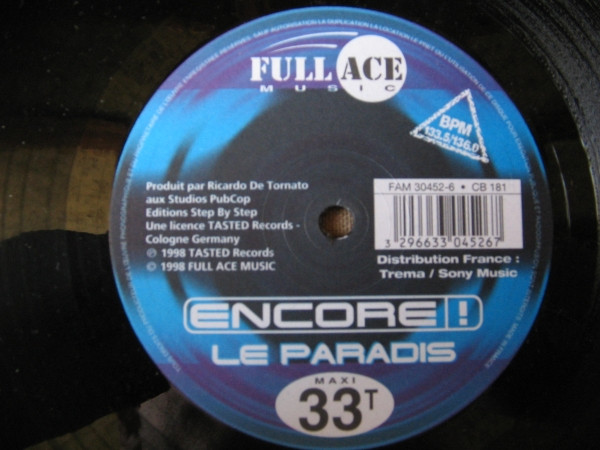 FULL ACE
MUSIC
BPM
133.5/136.0
Produit par Ricardo De Tornato
aux Studios PubCop
Editions Step By Step
Une licence TASTED Records -
Cologne Germany
℗ 1998 TASTED Records
© 1998 FULL ACE MUSIC
FAM 30452-6 • CB 181
3 296633 045267
Distribution France :
Trema / Sony Music
ENCORE !
LE PARADIS
MAXI
33T